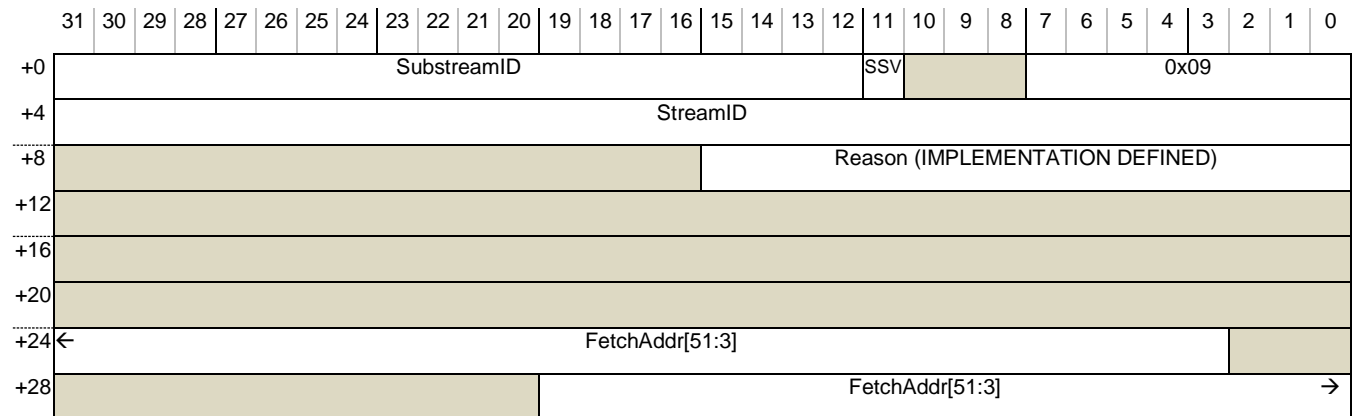 31 30 29 28 27 26 25 24 23 22 21 20 19 18 17 16 15 14 13 12 11 10 9 8 7 6 5 4 3 2 1 0
+0 SubstreamID SSV 0x09
+4 StreamID
+8 Reason (IMPLEMENTATION DEFINED)
+12
+16
+20
+24 ← FetchAddr[51:3]
+28 FetchAddr[51:3] →